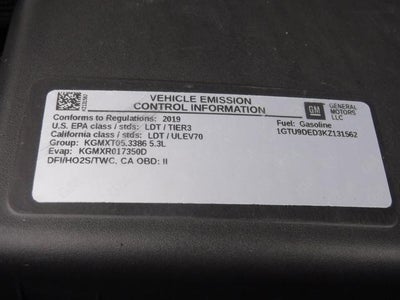 VEHICLE EMISSION
CONTROL INFORMATION
GM
GENERAL
MOTORS
LLC
Conforms to Regulations: 2019
U.S. EPA class / stds: LDT / TIER3
California class / stds: LDT / ULEV70
Group: KGMXT05.3386 5.3L
Evap: KGMXR017350D
DFI/HO2S/TWC, CA OBD: II
Fuel: Gasoline
1GTU9DED3KZ131562